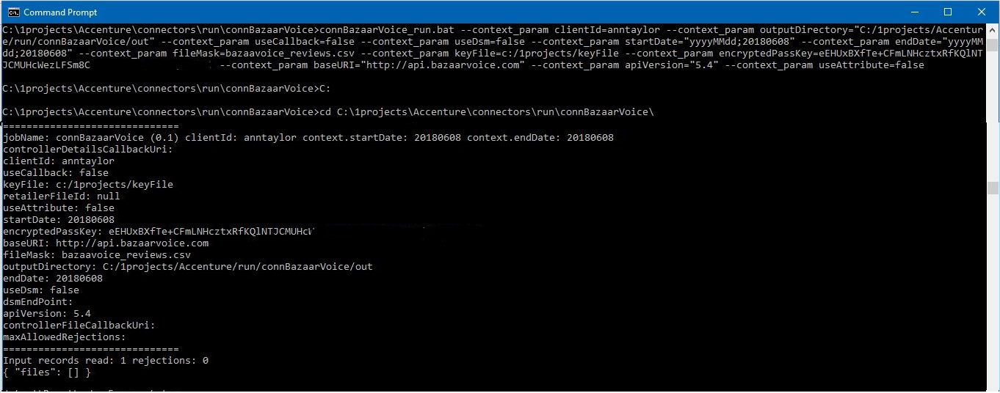 Command Prompt
C:\1projects\Accenture\connectors\run\connBazaarVoice>connBazaarVoice_run.bat --context_param clientId=anntaylor --context_param outputDirectory="C:/1projects/Accentur
e/run/connBazaarVoice/out" --context_param useCallback=false --context_param useDsm=false --context_param startDate="yyyyMMdd;20180608" --context_param endDate="yyyyMM
dd;20180608" --context_param fileMask=bazaavoice_reviews.csv --context_param keyFile=c:/1projects/keyFile --context_param encryptedPassKey=eEHUxBXfTe+CFmLNHcztxRfKQlNT
JCMUHcWezLFSm8C --context_param baseURI="http://api.bazaarvoice.com" --context_param apiVersion="5.4" --context_param useAttribute=false
C:\1projects\Accenture\connectors\run\connBazaarVoice>C:
C:\1projects\Accenture\connectors\run\connBazaarVoice>cd C:\1projects\Accenture\connectors\run\connBazaarVoice\
==============================
jobName: connBazaarVoice (0.1) clientId: anntaylor context.startDate: 20180608 context.endDate: 20180608
controllerDetailsCallbackUri:
clientId: anntaylor
useCallback: false
keyFile: c:/1projects/keyFile
retailerFileId: null
useAttribute: false
startDate: 20180608
encryptedPassKey: eEHUxBXfTe+CFmLNHcztxRfKQlNTJCMUHcW
baseURI: http://api.bazaarvoice.com
fileMask: bazaavoice_reviews.csv
outputDirectory: C:/1projects/Accenture/run/connBazaarVoice/out
endDate: 20180608
useDsm: false
dsmEndPoint:
apiVersion: 5.4
controllerFileCallbackUri:
maxAllowedRejections:
==============================
Input records read: 1 rejections: 0
{ "files": [] }